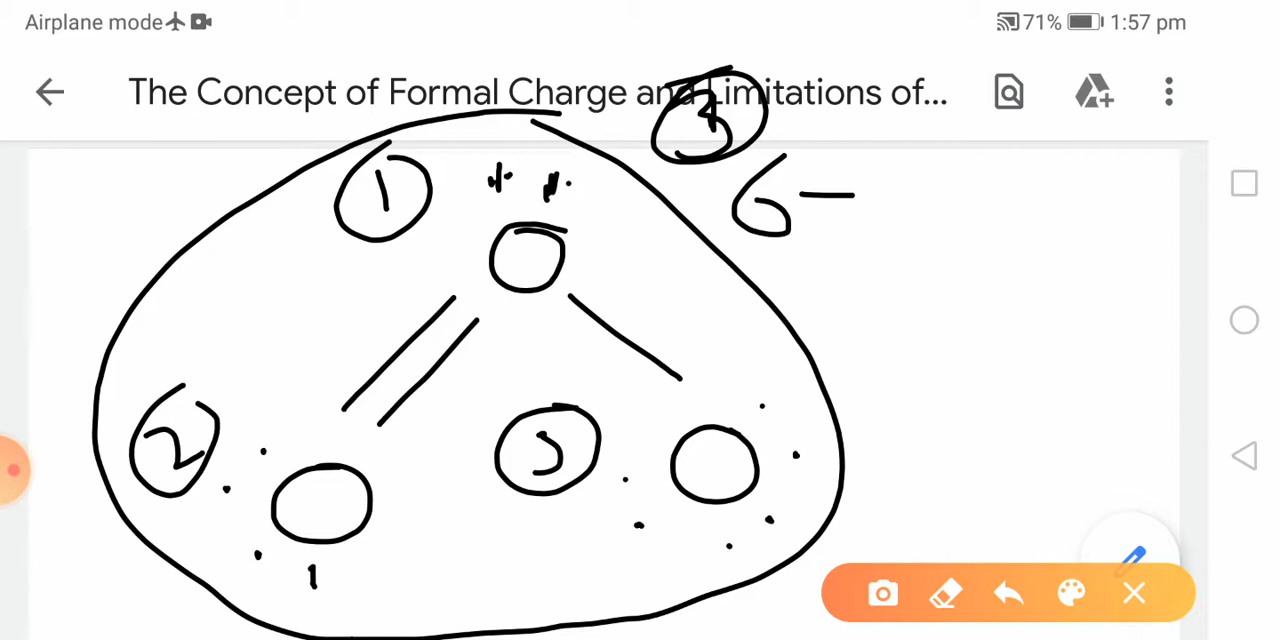 Airplane mode 71% 1:57 pm
The Concept of Formal Charge and Limitations of...
3
1
6 –
O
2
3
O
O